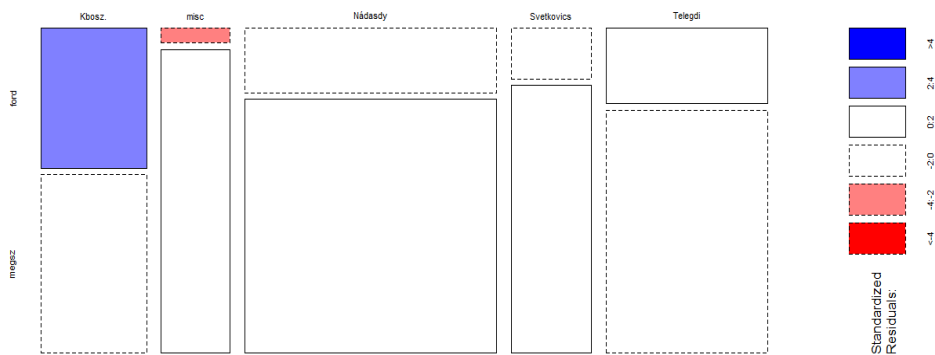 Kbosz.
misc
Nádasdy
Svetkovics
Telegdi
ford
megsz
>4
2:4
0:2
-2:0
-4:-2
<-4
Standardized
Residuals: